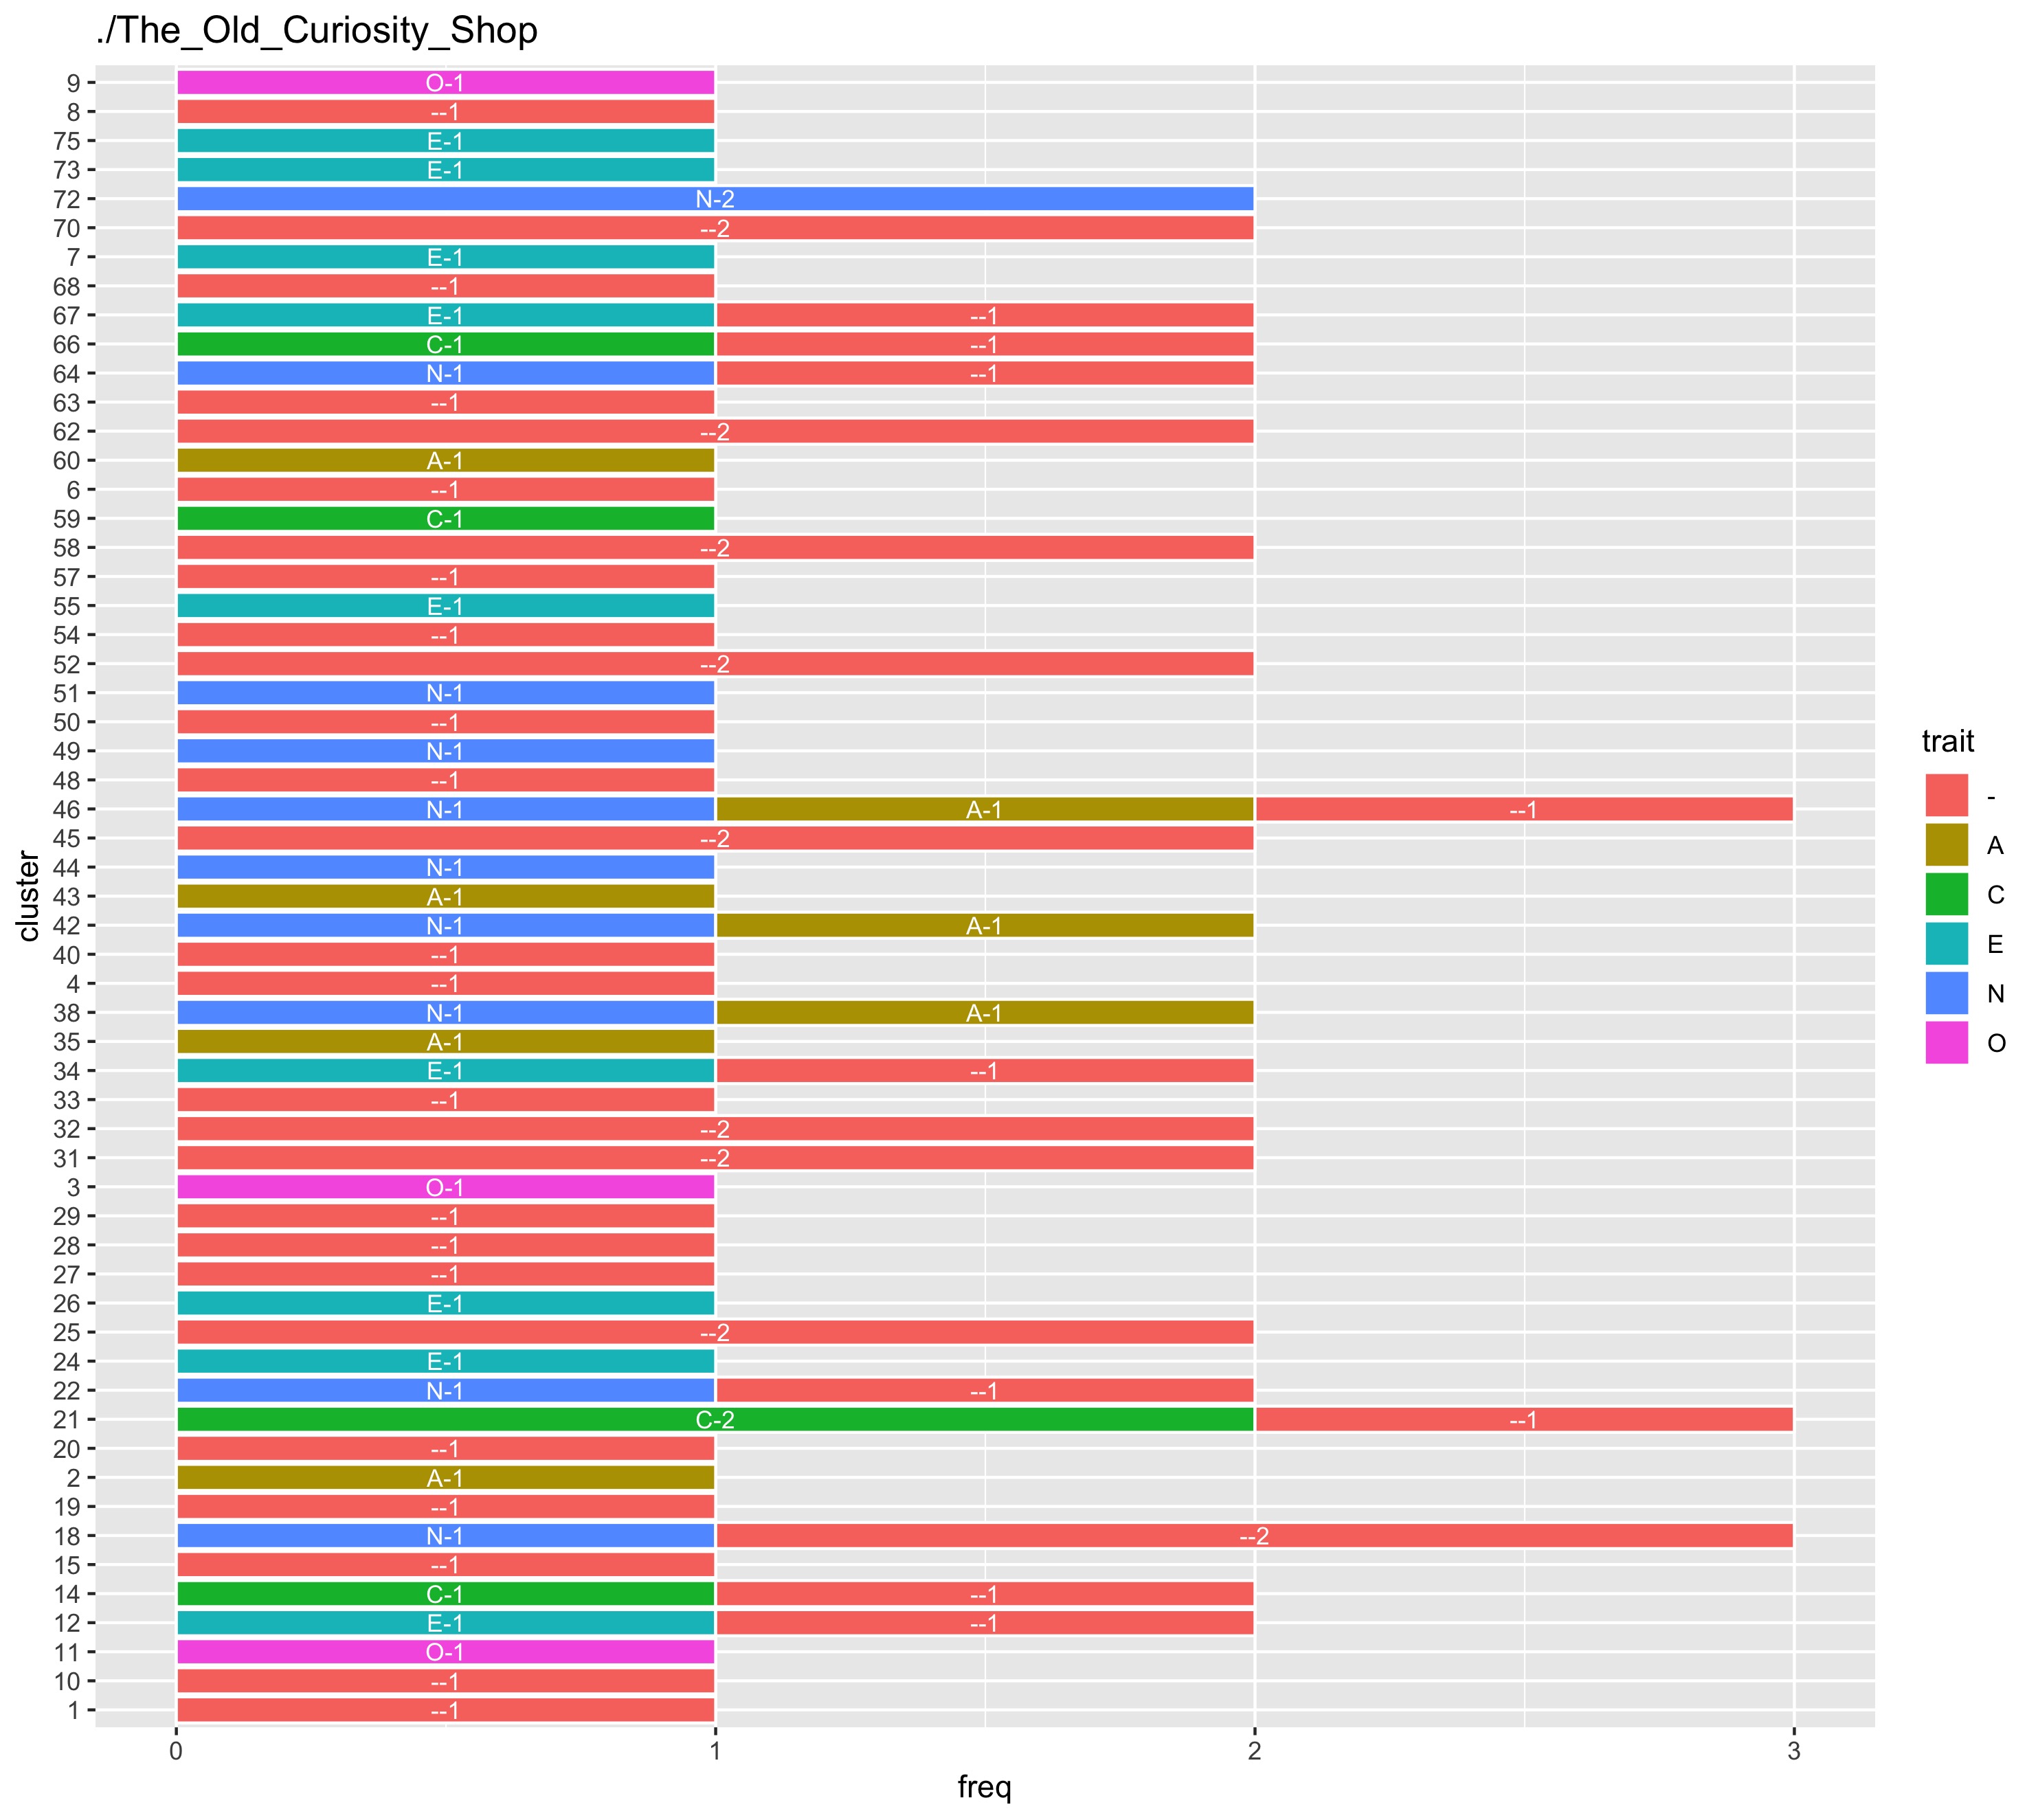 ./The_Old_Curiosity_Shop
9 O-1
8 --1
75 E-1
73 E-1
72 N-2
70 --2
7 E-1
68 --1
67 E-1 --1
66 C-1 --1
64 N-1 --1
63 --1
62 --2
60 A-1
6 --1
59 C-1
58 --2
57 --1
55 E-1
54 --1
52 --2
51 N-1
50 --1
49 N-1
48 --1
46 N-1 A-1 --1
45 --2
44 N-1
43 A-1
42 N-1 A-1
40 --1
4 --1
38 N-1 A-1
35 A-1
34 E-1 --1
33 --1
32 --2
31 --2
3 O-1
29 --1
28 --1
27 --1
26 E-1
25 --2
24 E-1
22 N-1 --1
21 C-2 --1
20 --1
2 A-1
19 --1
18 N-1 --2
15 --1
14 C-1 --1
12 E-1 --1
11 O-1
10 --1
1 --1
0 1 2 3
freq
cluster
trait
-
A
C
E
N
O